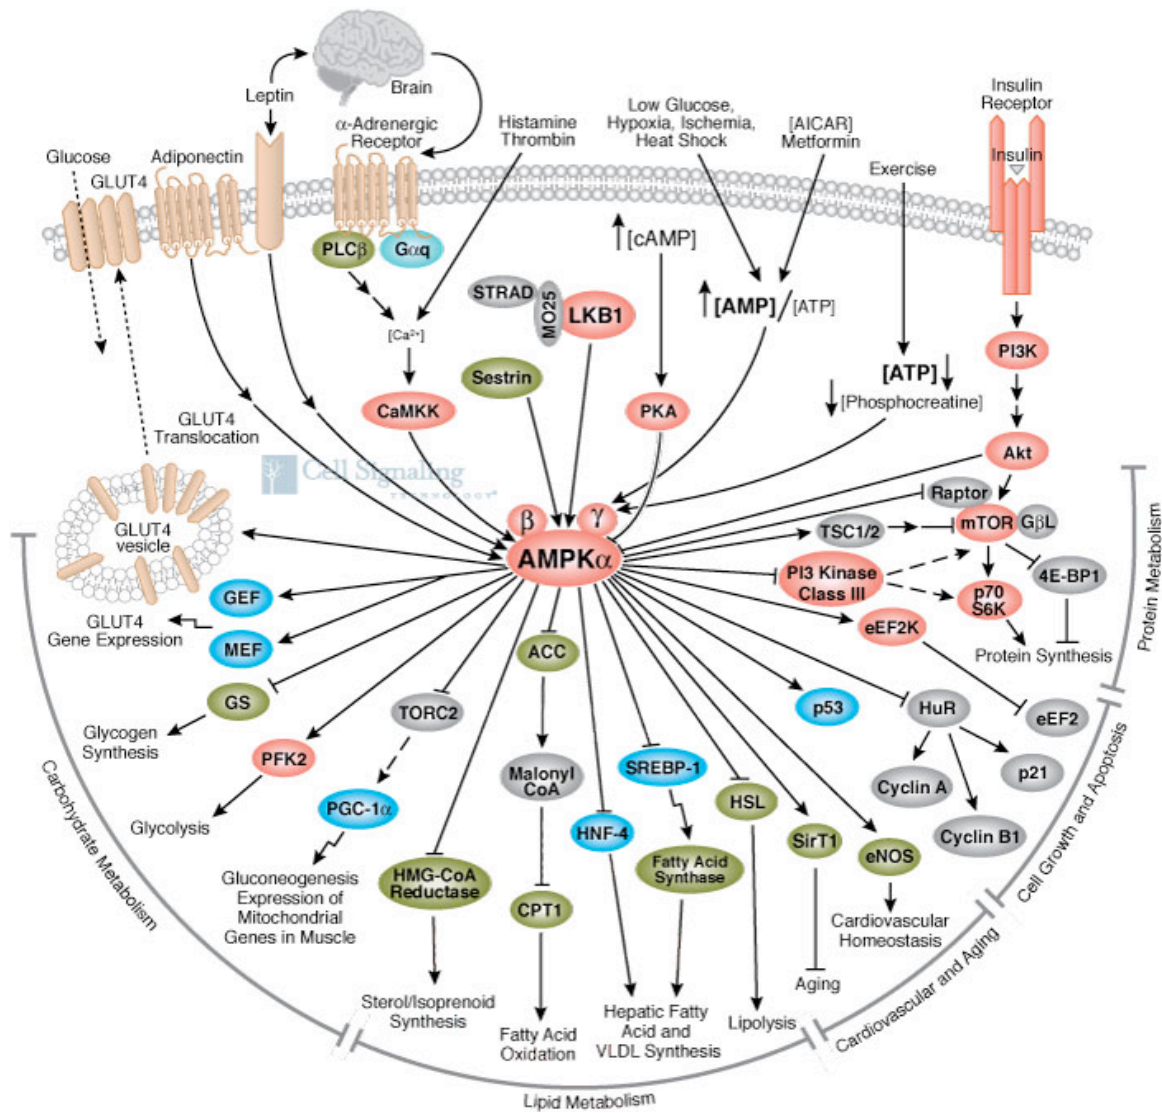 Brain
Leptin
α-Adrenergic
Receptor
Histamine
Thrombin
Low Glucose,
Hypoxia, Ischemia,
Heat Shock
[AICAR]
Metformin
Insulin
Receptor
Insulin
Exercise
Glucose
GLUT4
Adiponectin
PLCβ
Gαq
[cAMP]
STRAD
MO25
LKB1
[AMP]/[ATP]
[Ca²⁺]
PI3K
Sestrin
[ATP]
[Phosphocreatine]
CaMKK
PKA
GLUT4
Translocation
Akt
Cell Signaling
TECHNOLOGY®
Raptor
mTOR
GβL
TSC1/2
β
γ
AMPKα
GLUT4
vesicle
PI3 Kinase
Class III
p70
S6K
4E-BP1
GEF
eEF2K
Protein Synthesis
GLUT4
Gene Expression
MEF
ACC
GS
TORC2
p53
HuR
eEF2
Glycogen
Synthesis
PFK2
Malonyl
CoA
SREBP-1
HSL
Cyclin A
p21
PGC-1α
Glycolysis
HNF-4
SirT1
eNOS
Cyclin B1
Fatty Acid
Synthase
HMG-CoA
Reductase
CPT1
Gluconeogenesis
Expression of
Mitochondrial
Genes in Muscle
Cardiovascular
Homeostasis
Aging
Sterol/Isoprenoid
Synthesis
Fatty Acid
Oxidation
Hepatic Fatty
Acid and
VLDL Synthesis
Lipolysis
Carbohydrate Metabolism
Lipid Metabolism
Cardiovascular and Aging
Cell Growth and Apoptosis
Protein Metabolism